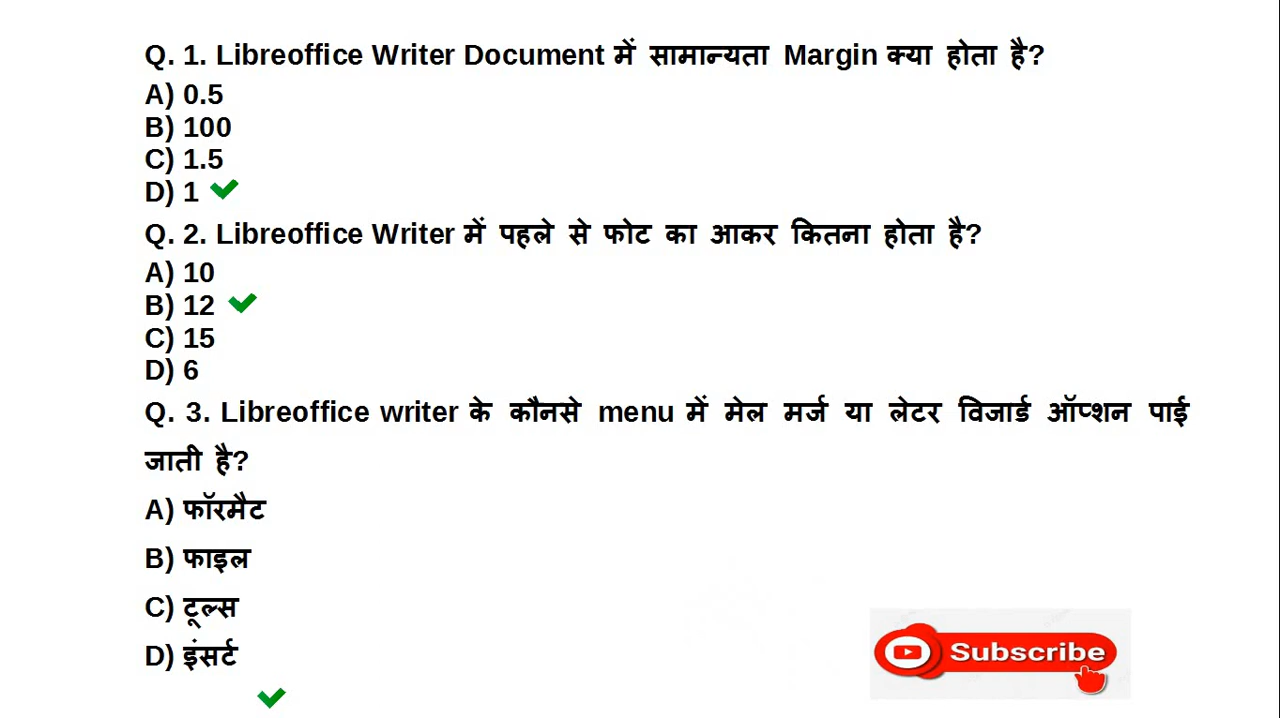 Q. 1. Libreoffice Writer Document में सामान्यता Margin क्या होता है?
A) 0.5
B) 100
C) 1.5
D) 1
Q. 2. Libreoffice Writer में पहले से फोट का आकर कितना होता है?
A) 10
B) 12
C) 15
D) 6
Q. 3. Libreoffice writer के कौनसे menu में मेल मर्ज या लेटर विजार्ड ऑप्शन पाई
जाती है?
A) फॉरमैट
B) फाइल
C) टूल्स
D) इंसर्ट
Subscribe